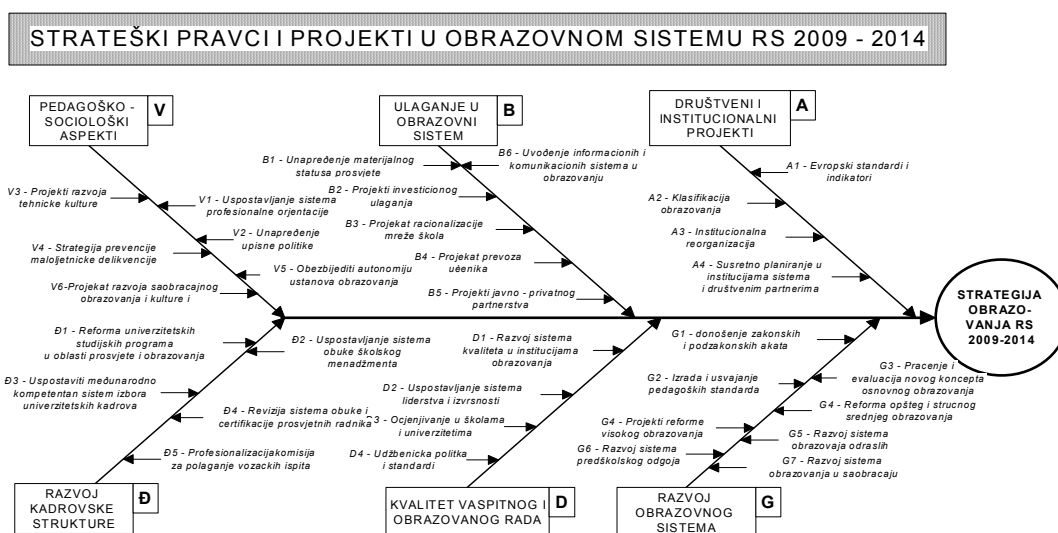 STRATEŠKI PRAVCI I PROJEKTI U OBRAZOVNOM SISTEMU RS 2009 - 2014
PEDAGOŠKO -
SOCIOLOŠKI
ASPEKTI
V
ULAGANJE U
OBRAZOVNI
SISTEM
B
DRUŠTVENI I
INSTITUCIONALNI
PROJEKTI
A
V3 - Projekti razvoja
tehnicke kulture
V1 - Uspostavljanje sistema
profesionalne orjentacije
V2 - Unapređenje
upisne politike
V4 - Strategija prevencije
maloljetnicke delikvencije
V5 - Obezbijediti autonomiju
ustanova obrazovanja
V6-Projekat razvoja saobracajnog
obrazovanja i kulture i
B1 - Unapređenje materijalnog
statusa prosvjete
B6 - Uvođenje informacionih i
komunikacionih sistema u
obrazovanju
B2 - Projekti investicionog
ulaganja
B3 - Projekat racionalizacije
mreže škola
B4 - Projekat prevoza
uèenika
B5 - Projekti javno - privatnog
partnerstva
A1 - Evropski standardi i
indikatori
A2 - Klasifikacija
obrazovanja
A3 - Institucionalna
reorganizacija
A4 - Susretno planiranje u
institucijama sistema
i društvenim partnerima
STRATEGIJA
OBRAZO-
VANJA RS
2009-2014
Đ1 - Reforma univerzitetskih
studijskih programa
u oblasti prosvjete i obrazovanja
Đ2 - Uspostavljanje sistema
obuke školskog
menadžmenta
Đ3 - Uspostaviti međunarodno
kompetentan sistem izbora
univerzitetskih kadrova
Đ4 - Revizija sistema obuke i
certifikacije prosvjetnih radnika
Đ5 - Profesionalizacijakomisija
za polaganje vozackih ispita
D1 - Razvoj sistema
kvaliteta u institucijama
obrazovanja
D2 - Uspostavljanje sistema
liderstva i izvrsnosti
3 - Ocjenjivanje u školama
i univerzitetima
D4 - Udžbenicka politka
i standardi
G1 - donošenje zakonskih
i podzakonskih akata
G3 - Pracenje i
evaluacija novog koncepta
osnovnog obrazovanja
G2 - Izrada i usvajanje
pedagoških standarda
G4 - Reforma opšteg i strucnog
srednjeg obrazovanja
G4 - Projekti reforme
visokog obrazovanja
G5 - Razvoj sistema
obrazovaja odraslih
G6 - Razvoj sistema
predškolskog odgoja
G7 - Razvoj sistema
obrazovanja u saobracaju
RAZVOJ
KADROVSKE
STRUKTURE
Đ
KVALITET VASPITNOG I
OBRAZOVANOG RADA
D
RAZVOJ
OBRAZOVNOG
SISTEMA
G